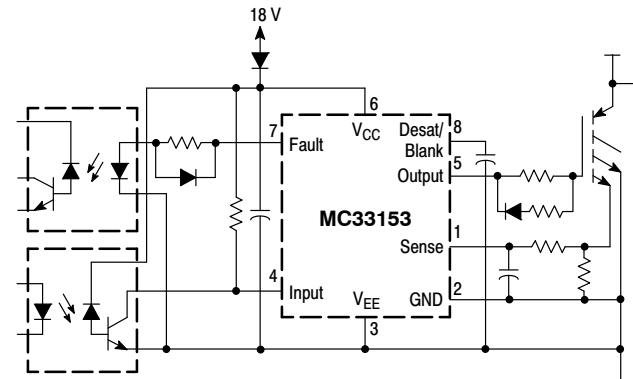 18 V
6
7
VCC
Desat/
Blank
8
Fault
5
Output
MC33153
1
Sense
4
Input
VEE
GND
2
3